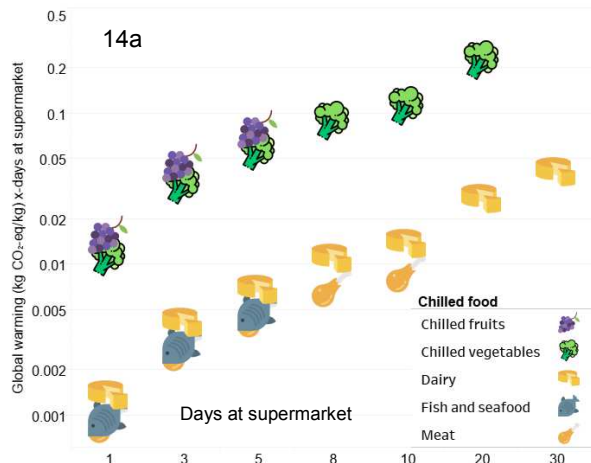 14a
Global warming (kg CO₂-eq/kg) x-days at supermarket
0.5
0.2
0.1
0.05
0.02
0.01
0.005
0.002
0.001
Chilled food
Chilled fruits
Chilled vegetables
Dairy
Fish and seafood
Meat
Days at supermarket
1 3 5 8 10 20 30